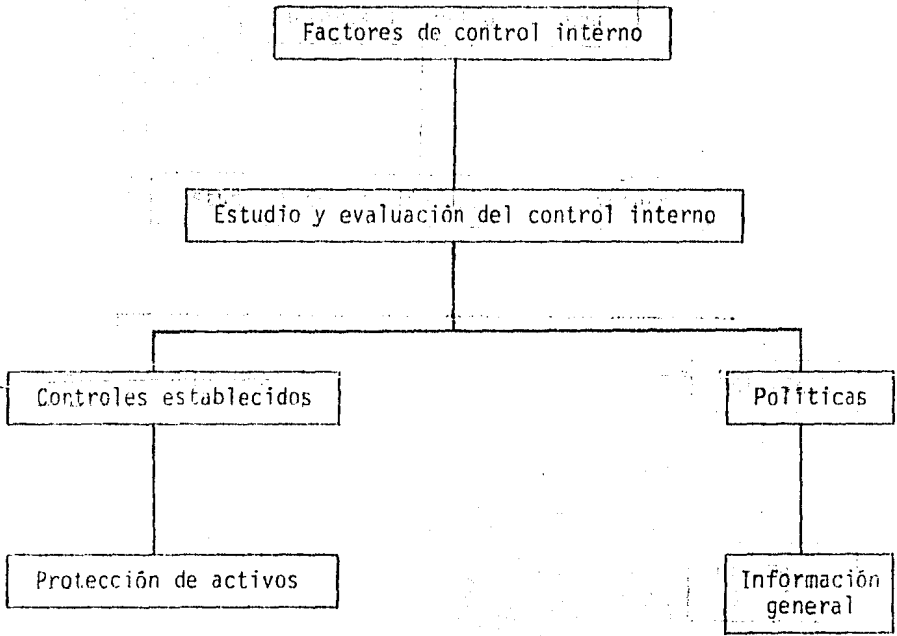 Factores de control interno
Estudio y evaluación del control interno
Controles establecidos
Políticas
Protección de activos
Información
general